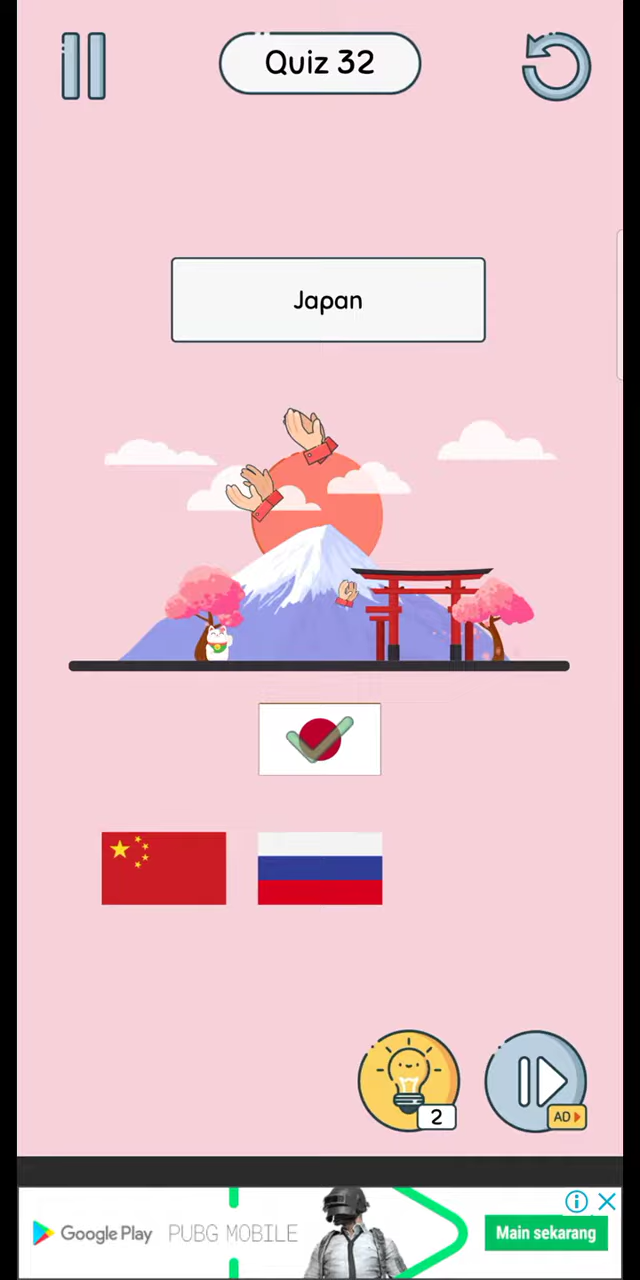 Quiz 32
Japan
2
AD
Google Play
PUBG MOBILE
Main sekarang